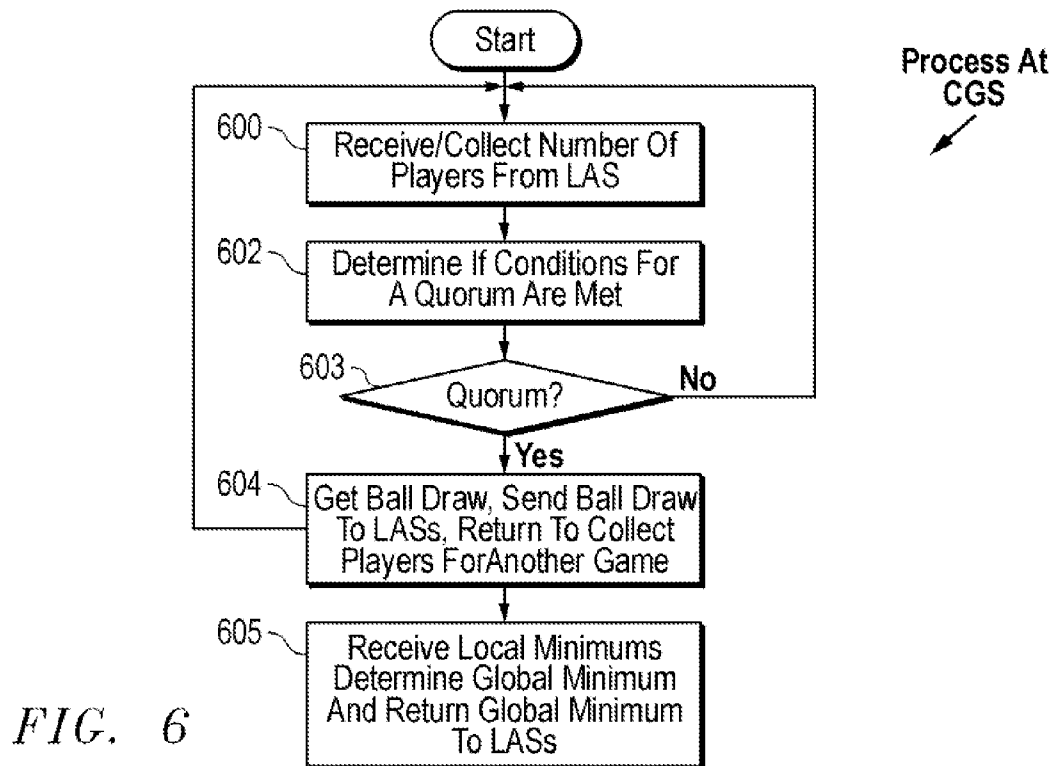 Start
Process At
CGS
600
Receive/Collect Number Of
Players From LAS
602
Determine If Conditions For
A Quorum Are Met
603
Quorum?
No
Yes
604
Get Ball Draw, Send Ball Draw
To LASs, Return To Collect
Players ForAnother Game
605
Receive Local Minimums
Determine Global Minimum
And Return Global Minimum
To LASs
FIG. 6